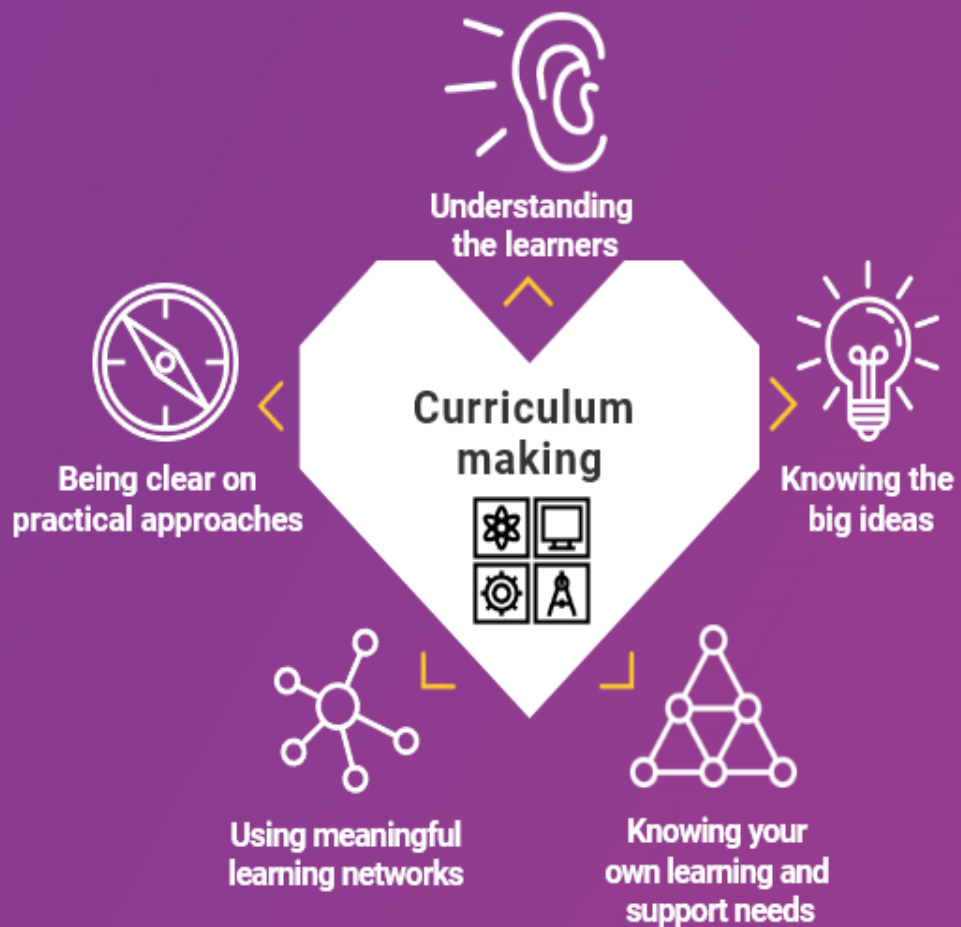 Understanding
the learners
Being clear on
practical approaches
Curriculum
making
Knowing the
big ideas
Using meaningful
learning networks
Knowing your
own learning and
support needs